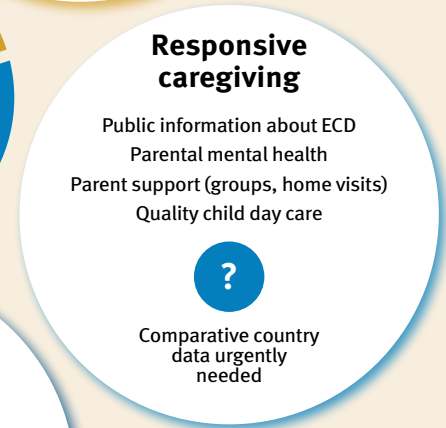 Responsive
caregiving
Public information about ECD
Parental mental health
Parent support (groups, home visits)
Quality child day care
?
Comparative country
data urgently
needed